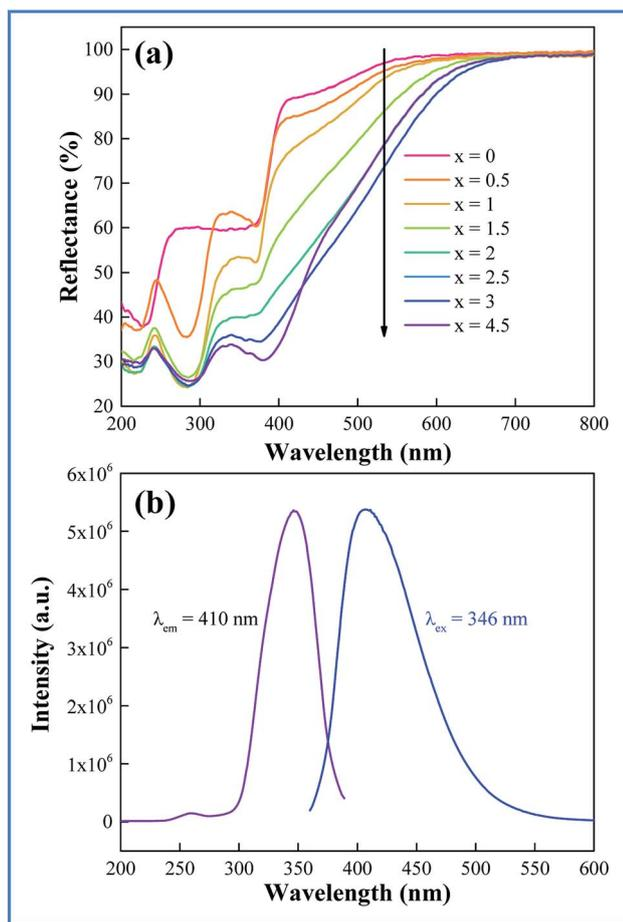 (a)
100
90
80
70
60
50
40
30
20
Reflectance (%)
x = 0
x = 0.5
x = 1
x = 1.5
x = 2
x = 2.5
x = 3
x = 4.5
200 300 400 500 600 700 800
Wavelength (nm)
(b)
6x10⁶
5x10⁶
4x10⁶
3x10⁶
2x10⁶
1x10⁶
0
Intensity (a.u.)
λem = 410 nm
λex = 346 nm
200 250 300 350 400 450 500 550 600
Wavelength (nm)